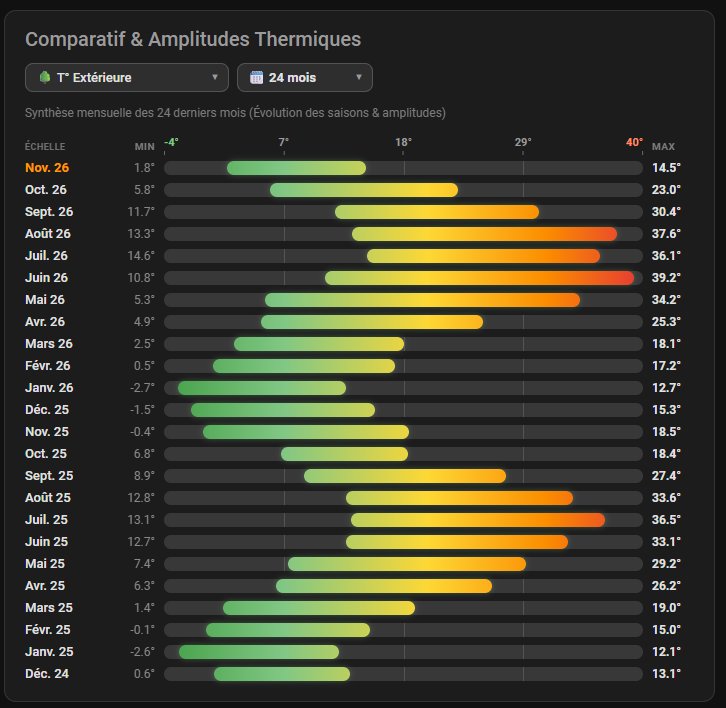 Comparatif & Amplitudes Thermiques
T° Extérieure ▼ 24 mois ▼
Synthèse mensuelle des 24 derniers mois (Évolution des saisons & amplitudes)
ÉCHELLE MIN -4° 7° 18° 29° 40° MAX
Nov. 26 1.8° 14.5°
Oct. 26 5.8° 23.0°
Sept. 26 11.7° 30.4°
Août 26 13.3° 37.6°
Juil. 26 14.6° 36.1°
Juin 26 10.8° 39.2°
Mai 26 5.3° 34.2°
Avr. 26 4.9° 25.3°
Mars 26 2.5° 18.1°
Févr. 26 0.5° 17.2°
Janv. 26 -2.7° 12.7°
Déc. 25 -1.5° 15.3°
Nov. 25 -0.4° 18.5°
Oct. 25 6.8° 18.4°
Sept. 25 8.9° 27.4°
Août 25 12.8° 33.6°
Juil. 25 13.1° 36.5°
Juin 25 12.7° 33.1°
Mai 25 7.4° 29.2°
Avr. 25 6.3° 26.2°
Mars 25 1.4° 19.0°
Févr. 25 -0.1° 15.0°
Janv. 25 -2.6° 12.1°
Déc. 24 0.6° 13.1°